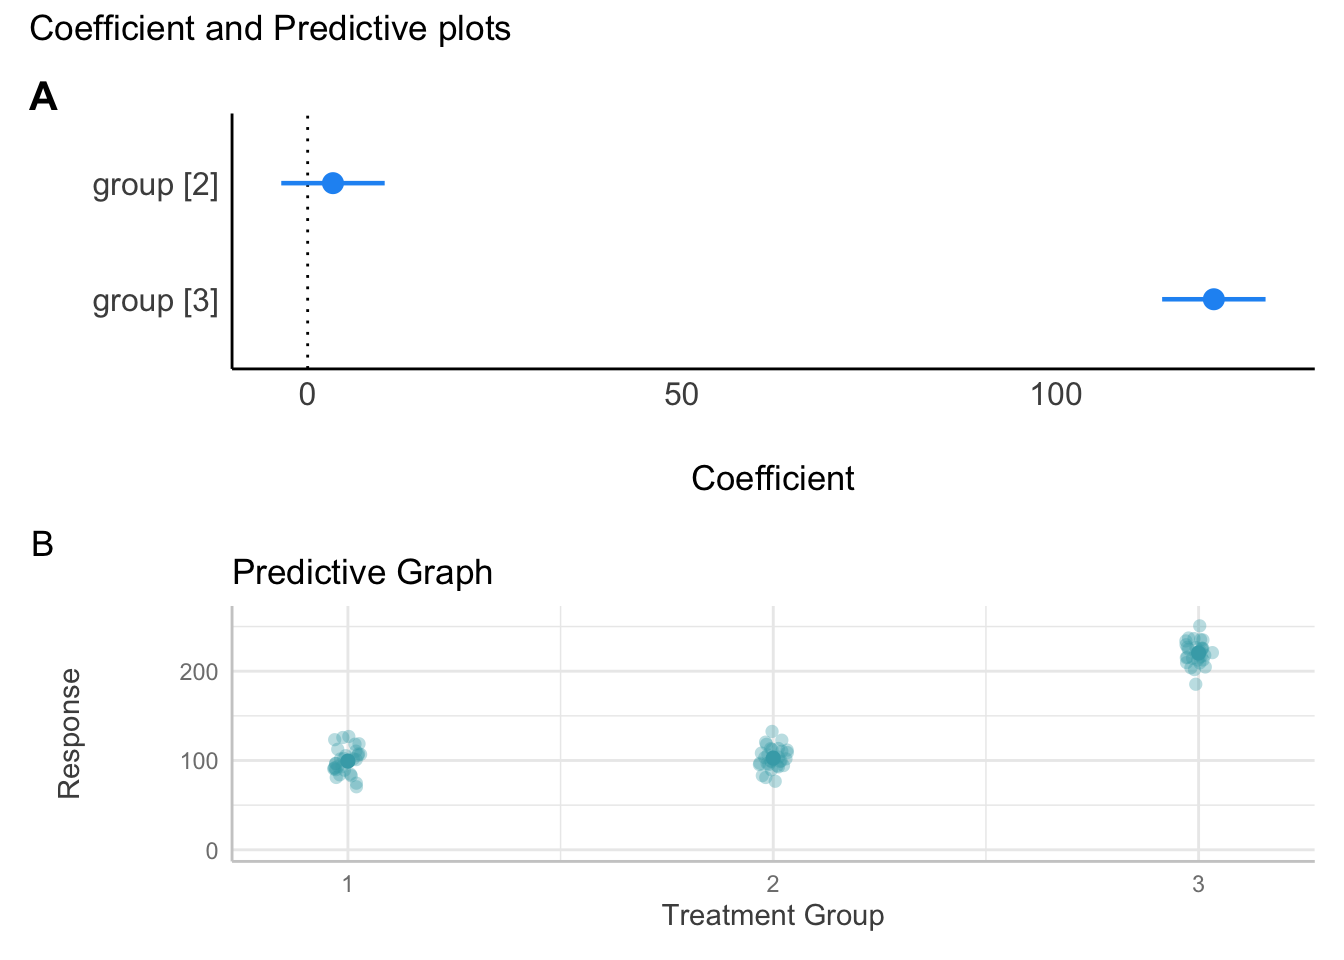 Coefficient and Predictive plots
A
group [2]
group [3]
0 50 100
Coefficient
B
Predictive Graph
Response
200
100
0
1 2 3
Treatment Group